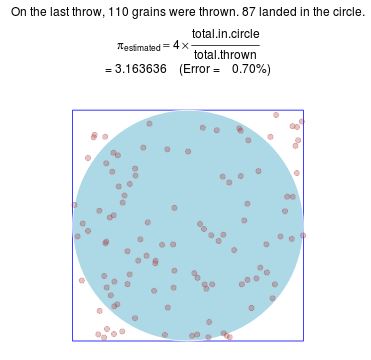 On the last throw, 110 grains were thrown. 87 landed in the circle.
π estimated = 4 × total.in.circle / total.thrown
= 3.163636 (Error = 0.70%)